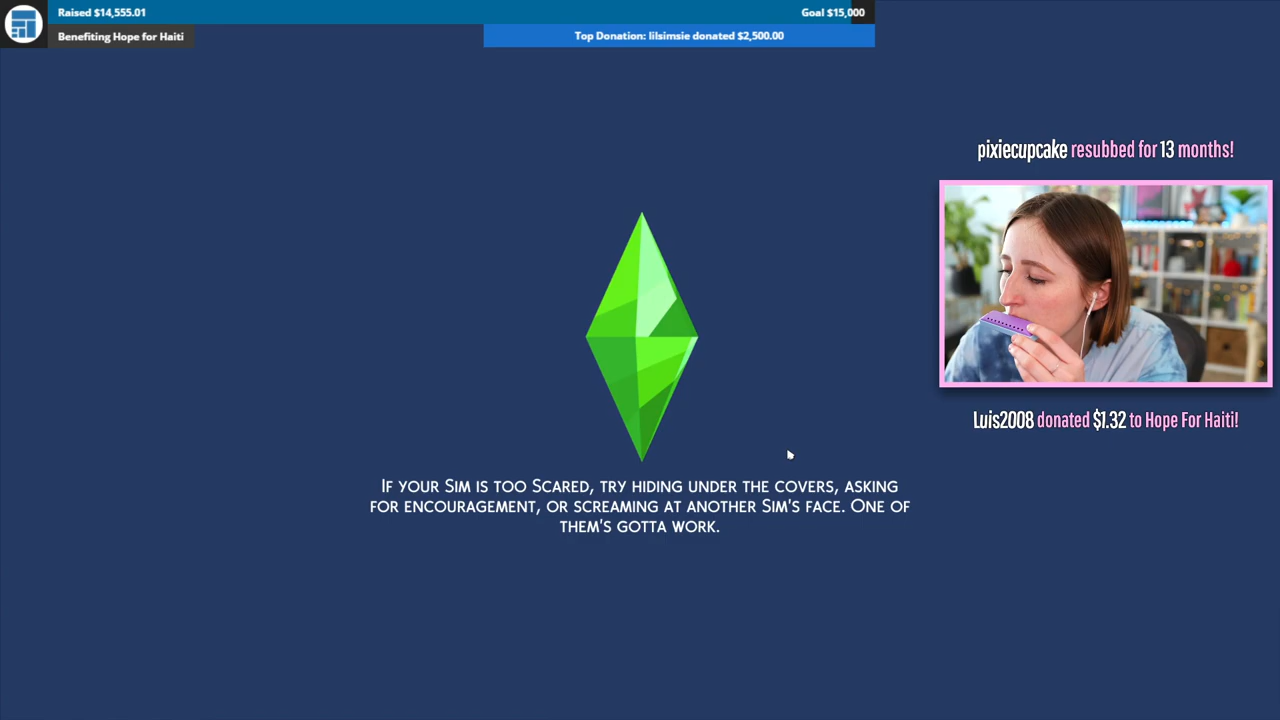 Raised $14,555.01
Goal $15,000
Benefiting Hope for Haiti
Top Donation: lilsimsie donated $2,500.00
pixiecupcake resubbed for 13 months!
Luis2008 donated $1.32 to Hope For Haiti!
IF YOUR SIM IS TOO SCARED, TRY HIDING UNDER THE COVERS, ASKING
FOR ENCOURAGEMENT, OR SCREAMING AT ANOTHER SIM'S FACE. ONE OF
THEM'S GOTTA WORK.